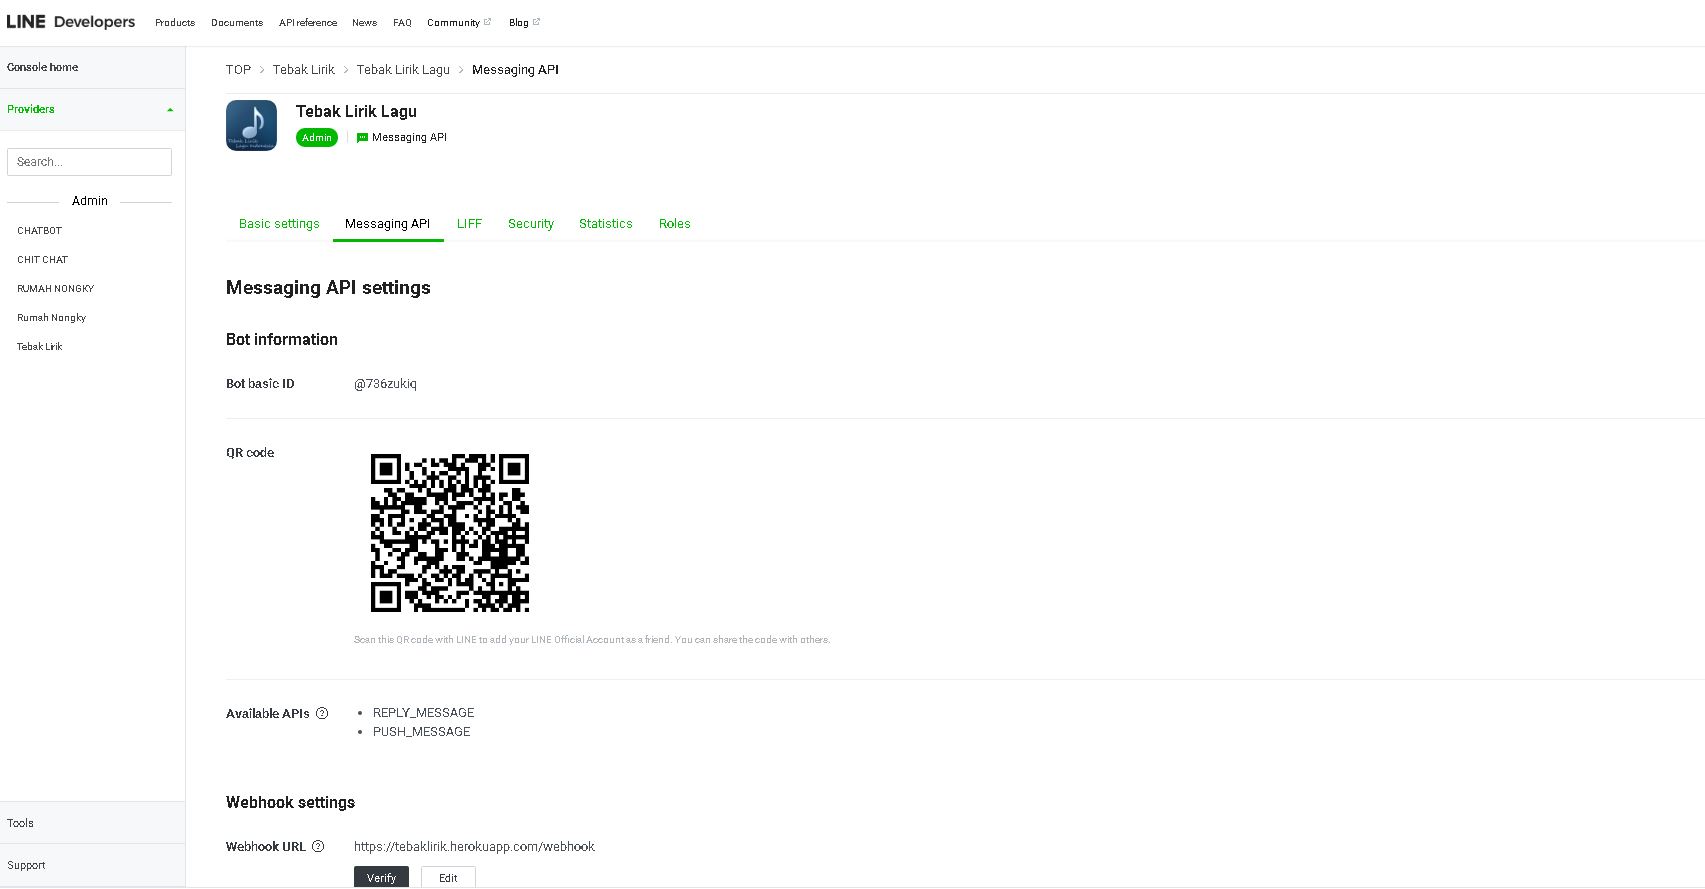 LINE Developers Products Documents API reference News FAQ Community Blog
Console home
Providers
Search...
Admin
CHATBOT
CHIT CHAT
RUMAH NONGKY
Rumah Nongky
Tebak Lirik
Tools
Support
TOP > Tebak Lirik > Tebak Lirik Lagu > Messaging API
Tebak Lirik
Lagu Indonesia
Tebak Lirik Lagu
Admin Messaging API
Basic settings Messaging API LIFF Security Statistics Roles
Messaging API settings
Bot information
Bot basic ID @736zukiq
QR code
Scan this QR code with LINE to add your LINE Official Account as a friend. You can share the code with others.
Available APIs ? • REPLY_MESSAGE
• PUSH_MESSAGE
Webhook settings
Webhook URL ? https://tebaklirik.herokuapp.com/webhook
Verify Edit